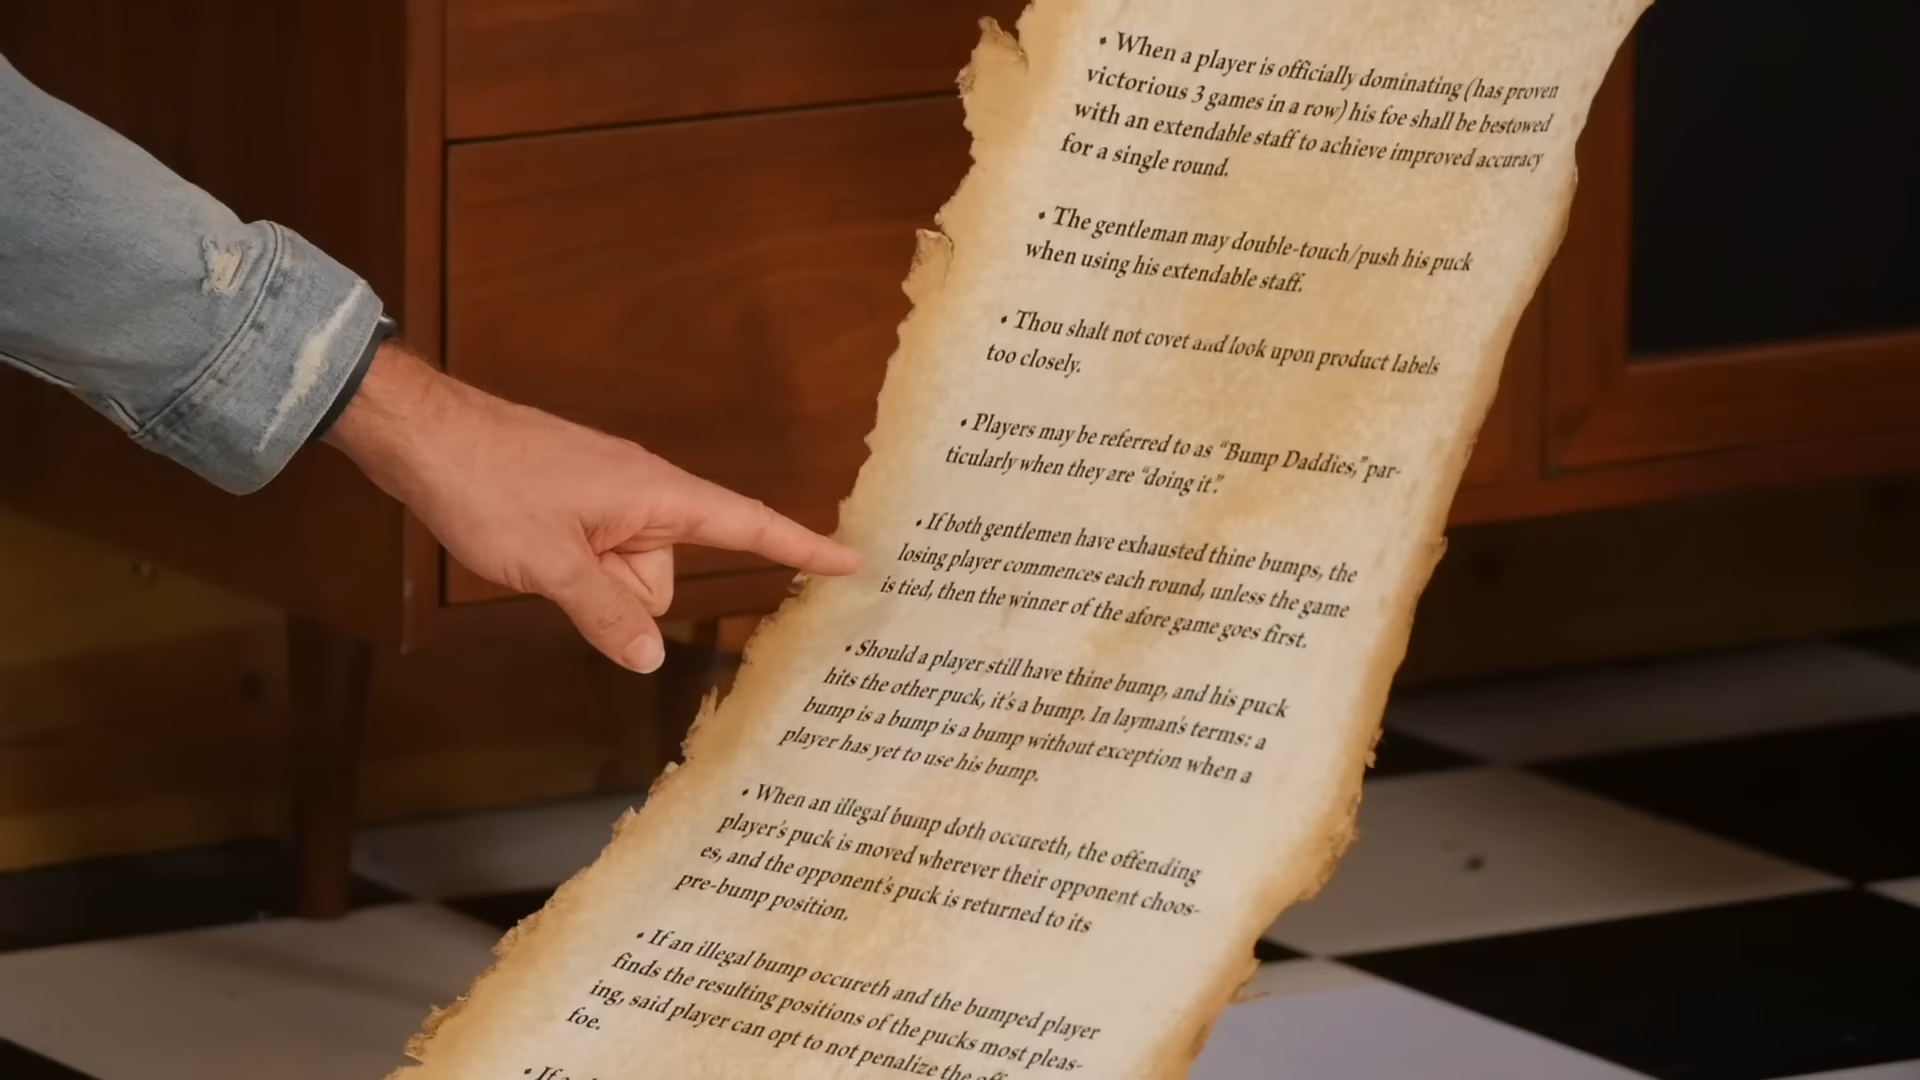 • When a player is officially dominating (has proven
victorious 3 games in a row) his foe shall be bestowed
with an extendable staff to achieve improved accuracy
for a single round.
• The gentleman may double-touch/push his puck
when using his extendable staff.
• Thou shalt not covet and look upon product labels
too closely.
• Players may be referred to as “Bump Daddies,” par-
ticularly when they are “doing it.”
• If both gentlemen have exhausted thine bumps, the
losing player commences each round, unless the game
is tied, then the winner of the afore game goes first.
• Should a player still have thine bump, and his puck
hits the other puck, it's a bump. In layman's terms: a
bump is a bump is a bump without exception when a
player has yet to use his bump.
• When an illegal bump doth occureth, the offending
player's puck is moved wherever their opponent choos-
es, and the opponent's puck is returned to its
pre-bump position.
• If an illegal bump occureth and the bumped player
finds the resulting positions of the pucks most pleas-
ing, said player can opt to not penalize the
foe.
• If